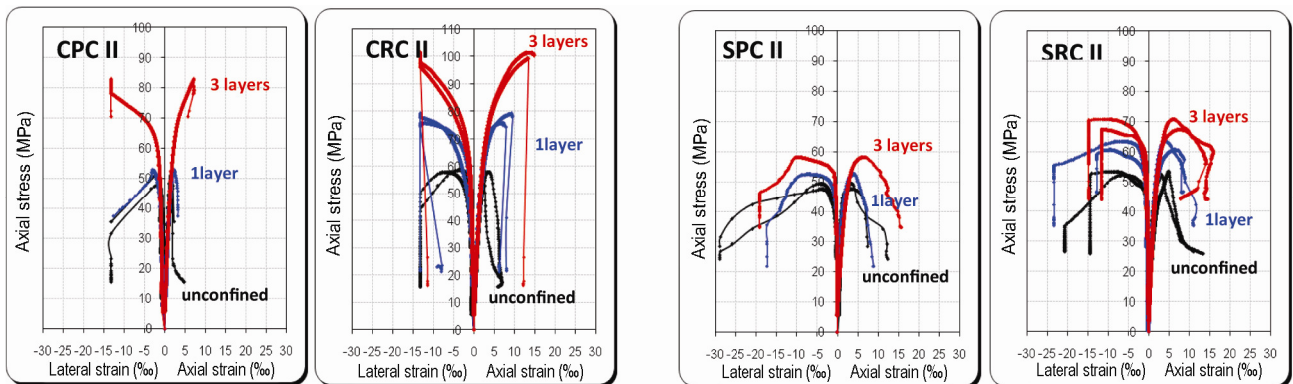 CPC II
3 layers
1layer
unconfined
Axial stress (MPa)
100
90
80
70
60
50
40
30
20
10
0
-30 -25 -20 -15 -10 -5 0 5 10 15 20 25 30
Lateral strain (‰) Axial strain (‰)
CRC II
3 layers
1layer
unconfined
Axial stress (MPa)
110
100
90
80
70
60
50
40
30
20
10
0
-30 -25 -20 -15 -10 -5 0 5 10 15 20 25 30
Lateral strain (‰) Axial strain (‰)
SPC II
3 layers
1layer
unconfined
Axial stress (MPa)
100
90
80
70
60
50
40
30
20
10
0
-30 -25 -20 -15 -10 -5 0 5 10 15 20 25 30
Lateral strain (‰) Axial strain (‰)
SRC II
3 layers
1layer
unconfined
Axial stress (MPa)
100
90
80
70
60
50
40
30
20
10
0
-30 -25 -20 -15 -10 -5 0 5 10 15 20 25 30
Lateral strain (‰) Axial strain (‰)